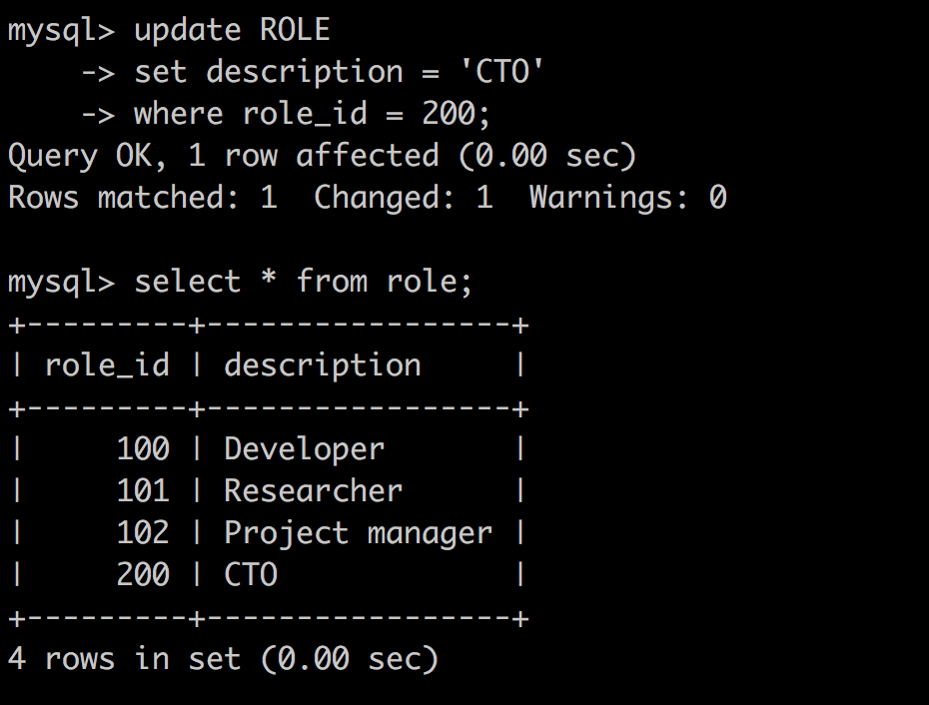 mysql> update ROLE
    -> set description = 'CTO'
    -> where role_id = 200;
Query OK, 1 row affected (0.00 sec)
Rows matched: 1  Changed: 1  Warnings: 0

mysql> select * from role;
+---------+-----------------+
| role_id | description     |
+---------+-----------------+
|     100 | Developer       |
|     101 | Researcher      |
|     102 | Project manager |
|     200 | CTO             |
+---------+-----------------+
4 rows in set (0.00 sec)